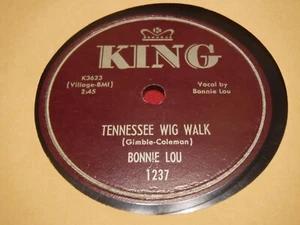 KING
K3623
(Village-BMI)
2:45
Vocal by
Bonnie Lou
TENNESSEE WIG WALK
(Gimble-Coleman)
BONNIE LOU
1237